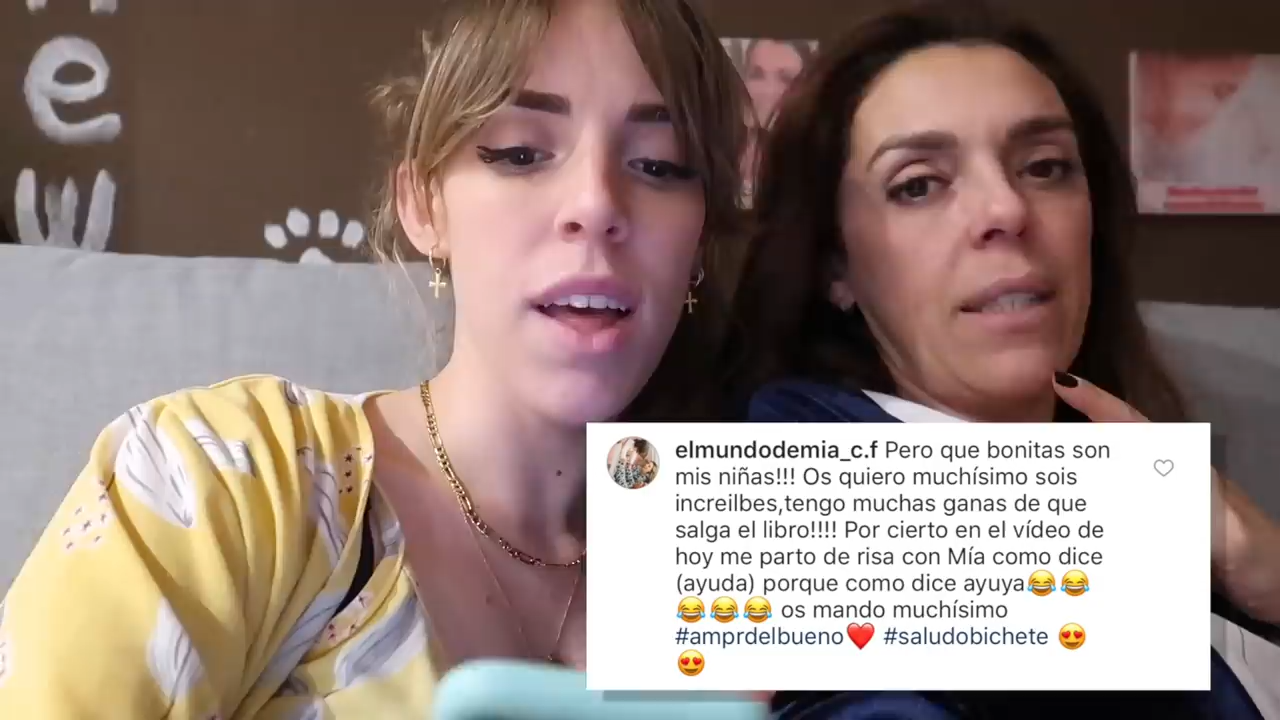 e
w
elmundodemia_c.f Pero que bonitas son
mis niñas!!! Os quiero muchísimo sois
increilbes,tengo muchas ganas de que
salga el libro!!!! Por cierto en el vídeo de
hoy me parto de risa con Mía como dice
(ayuda) porque como dice ayuya😂😂
😂😂😂 os mando muchísimo
#amprdelbueno❤️ #saludobichete 😍
😍